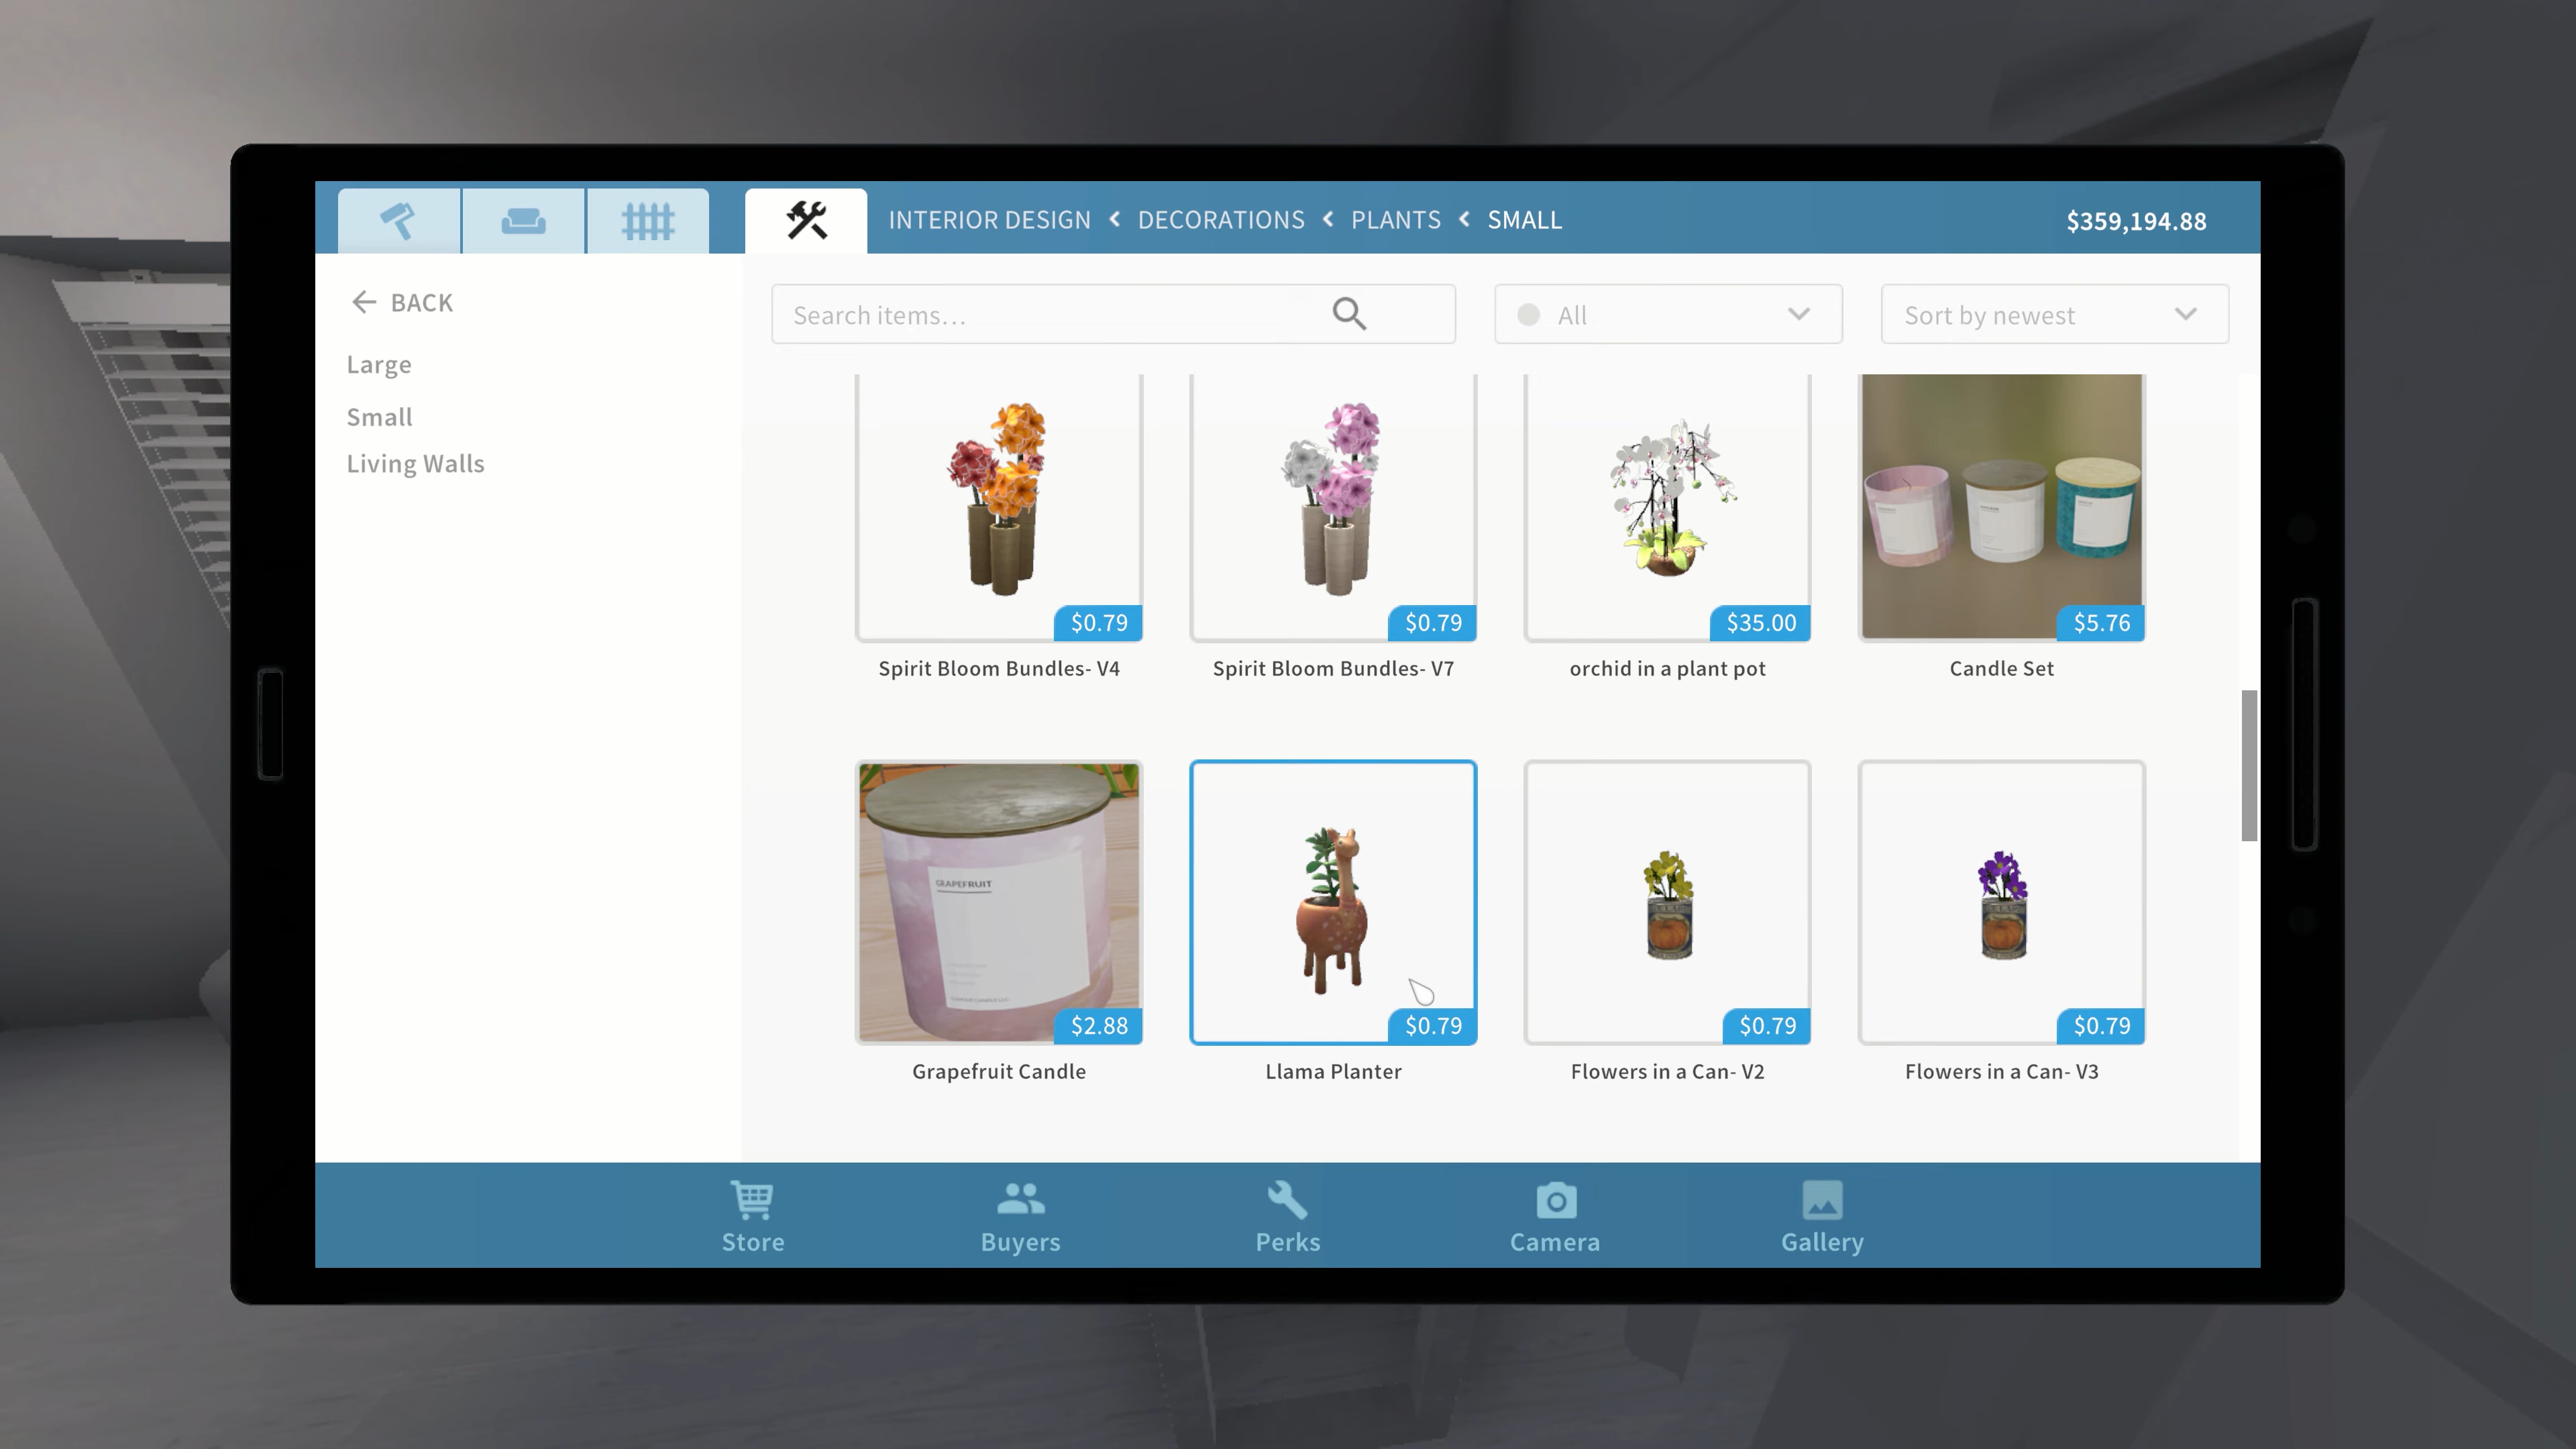 INTERIOR DESIGN < DECORATIONS < PLANTS < SMALL
$359,194.88
BACK
Large
Small
Living Walls
Search items...
All
Sort by newest
$0.79
$0.79
$35.00
$5.76
Spirit Bloom Bundles- V4
Spirit Bloom Bundles- V7
orchid in a plant pot
Candle Set
GRAPEFRUIT
$2.88
$0.79
$0.79
$0.79
Grapefruit Candle
Llama Planter
Flowers in a Can- V2
Flowers in a Can- V3
Store
Buyers
Perks
Camera
Gallery